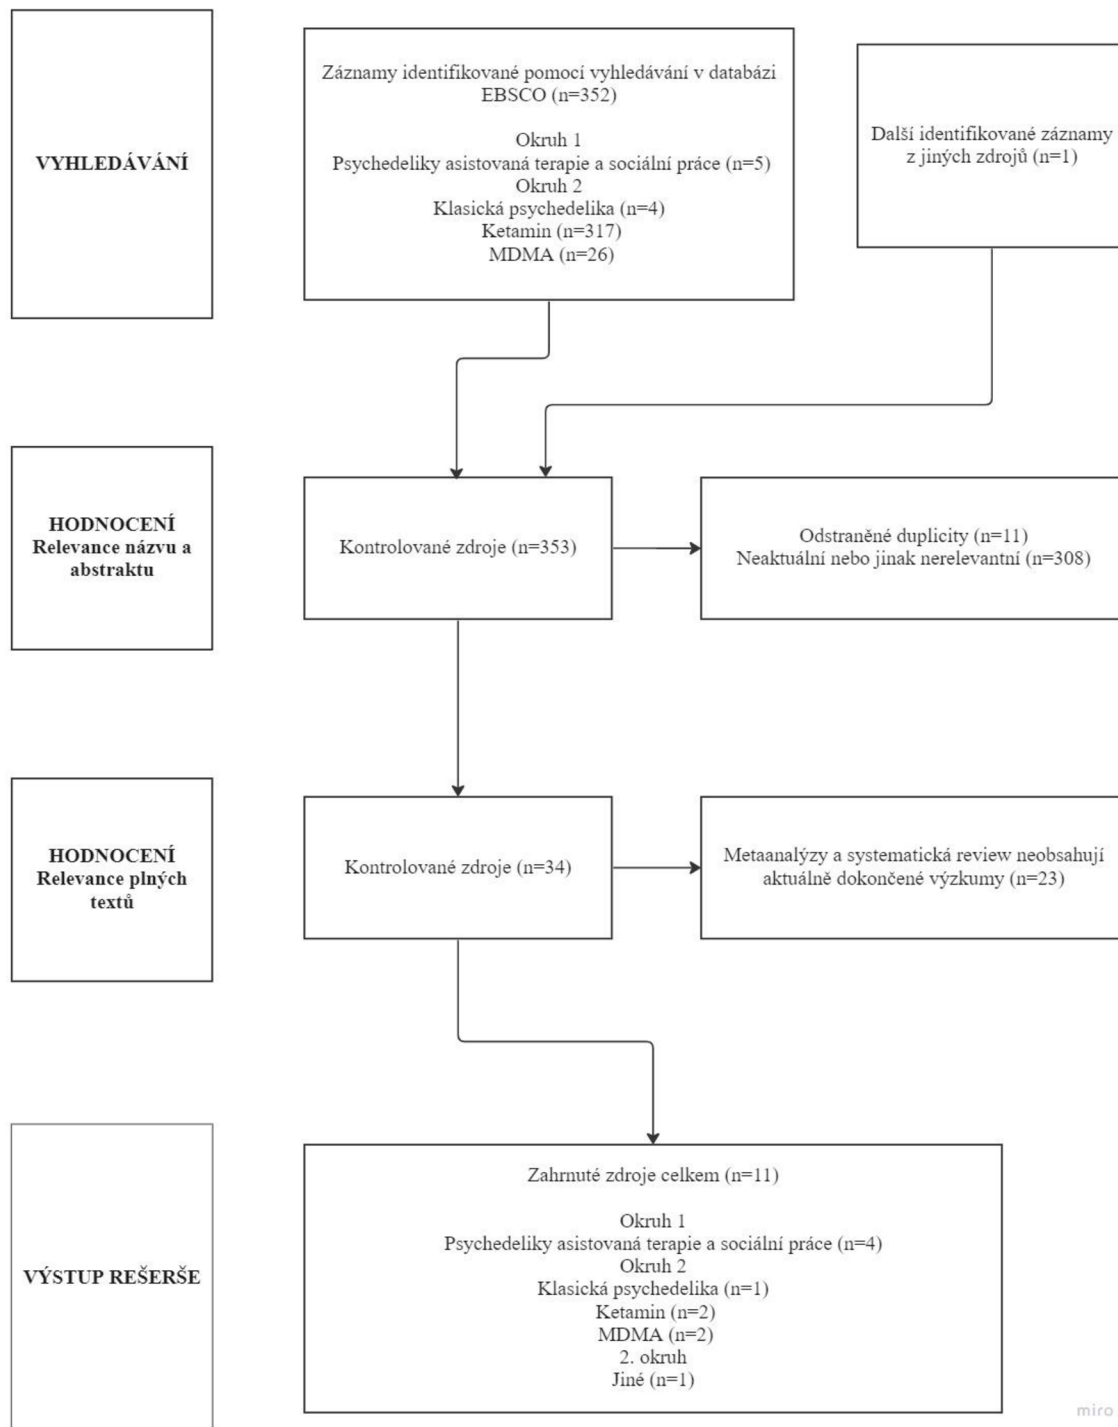 VYHLEDÁVÁNÍ
Záznamy identifikované pomocí vyhledávání v databázi
EBSCO (n=352)
Okruh 1
Psychedeliky asistovaná terapie a sociální práce (n=5)
Okruh 2
Klasická psychedelika (n=4)
Ketamin (n=317)
MDMA (n=26)
Další identifikované záznamy
z jiných zdrojů (n=1)
HODNOCENÍ
Relevance názvu a
abstraktu
Kontrolované zdroje (n=353)
Odstraněné duplicity (n=11)
Neaktuální nebo jinak nerelevantní (n=308)
HODNOCENÍ
Relevance plných
textů
Kontrolované zdroje (n=34)
Metaanalýzy a systematická review neobsahují
aktuálně dokončené výzkumy (n=23)
VÝSTUP REŠERŠE
Zahrnuté zdroje celkem (n=11)
Okruh 1
Psychedeliky asistovaná terapie a sociální práce (n=4)
Okruh 2
Klasická psychedelika (n=1)
Ketamin (n=2)
MDMA (n=2)
2. okruh
Jiné (n=1)
miro